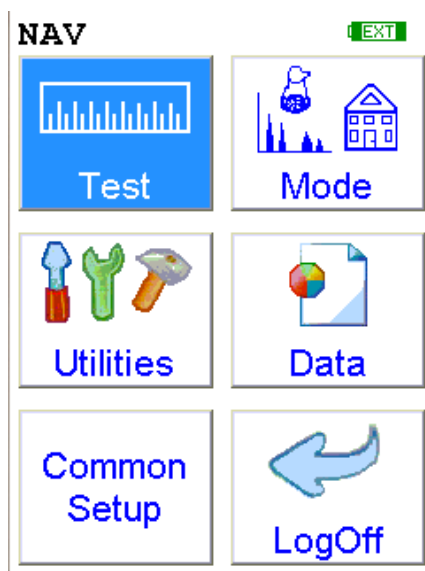 NAV
EXT
Test
Mode
Utilities
Data
Common
Setup
LogOff